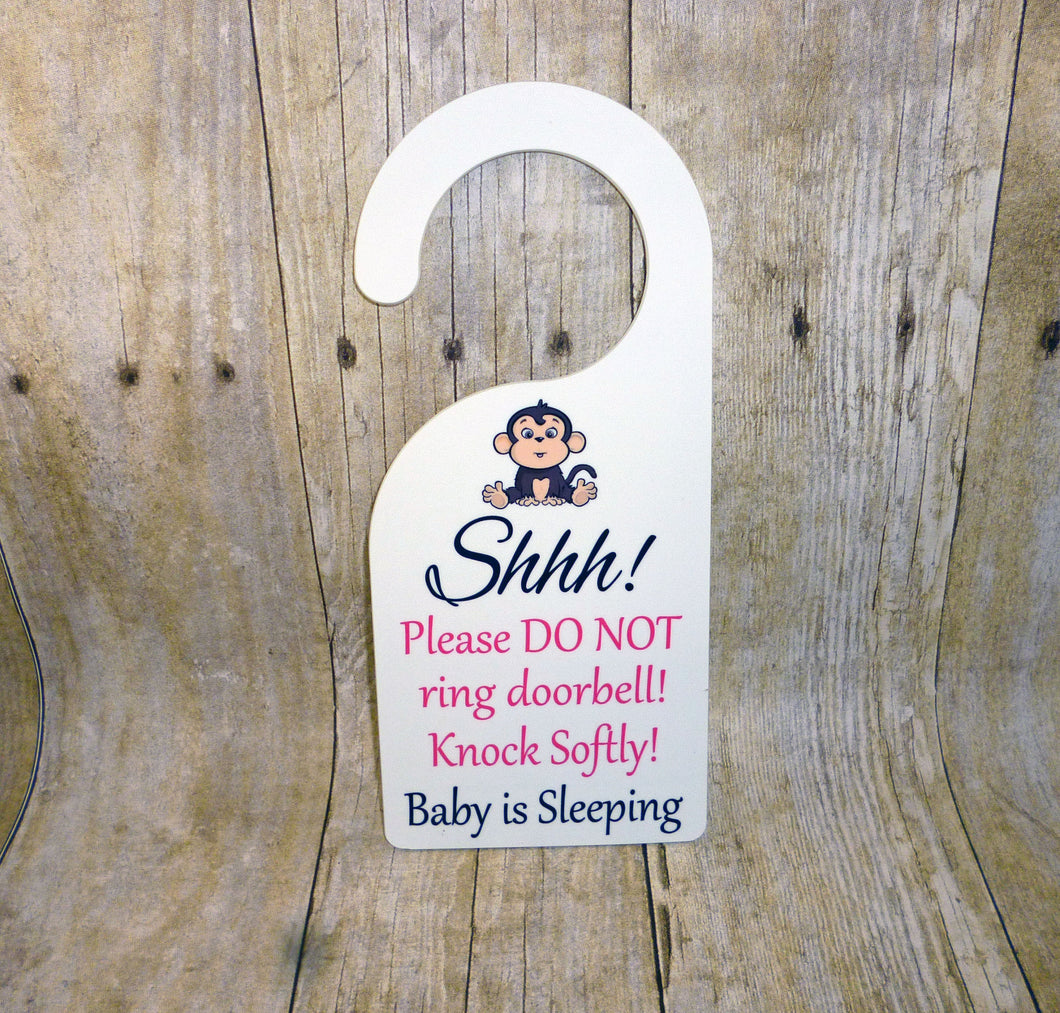 Shhh!
Please DO NOT
ring doorbell!
Knock Softly!
Baby is Sleeping